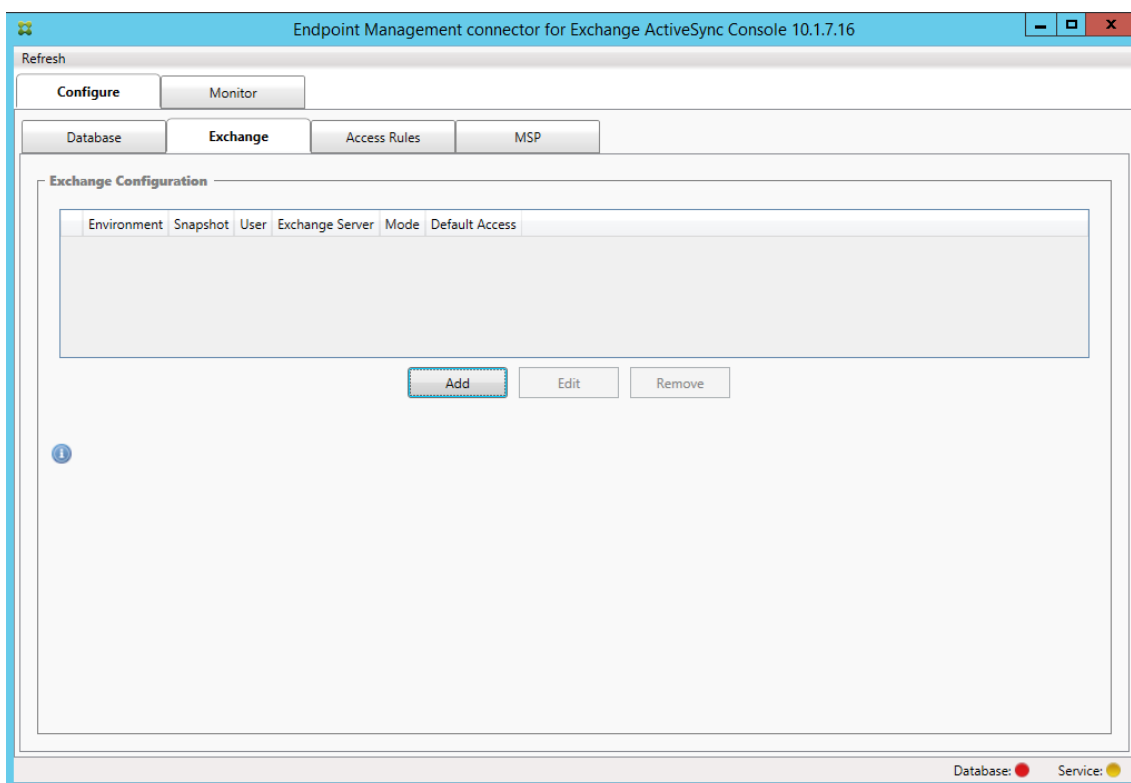 Endpoint Management connector for Exchange ActiveSync Console 10.1.7.16
Refresh
Configure Monitor
Database Exchange Access Rules MSP
Exchange Configuration
Environment Snapshot User Exchange Server Mode Default Access
Add Edit Remove
Database: Service: